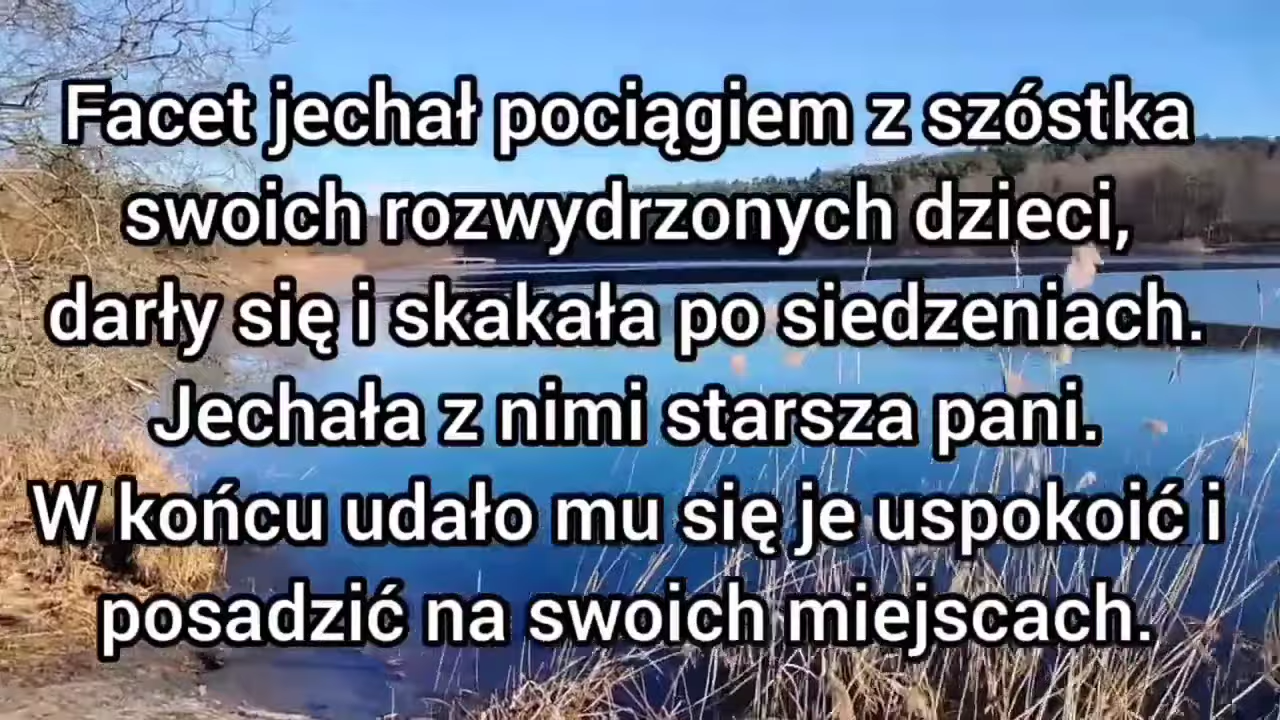 Facet jechał pociągiem z szóstka
swoich rozwydrzonych dzieci,
darły się i skakała po siedzeniach.
Jechała z nimi starsza pani.
W końcu udało mu się je uspokoić i
posadzić na swoich miejscach.